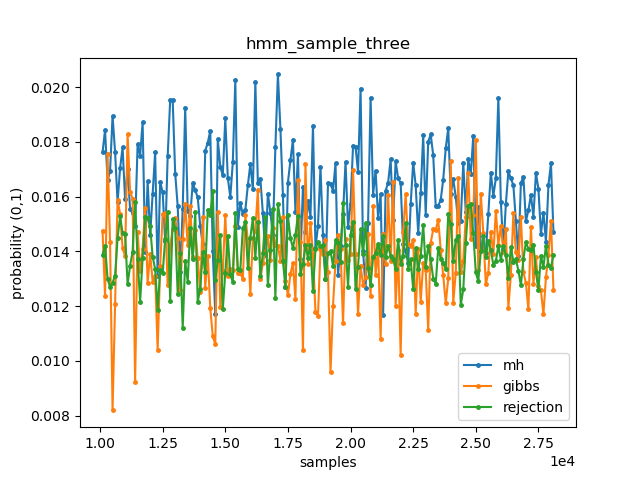 hmm_sample_three
probability (0,1)
0.020
0.018
0.016
0.014
0.012
0.010
0.008
1.00 1.25 1.50 1.75 2.00 2.25 2.50 2.75
1e4
samples
mh
gibbs
rejection